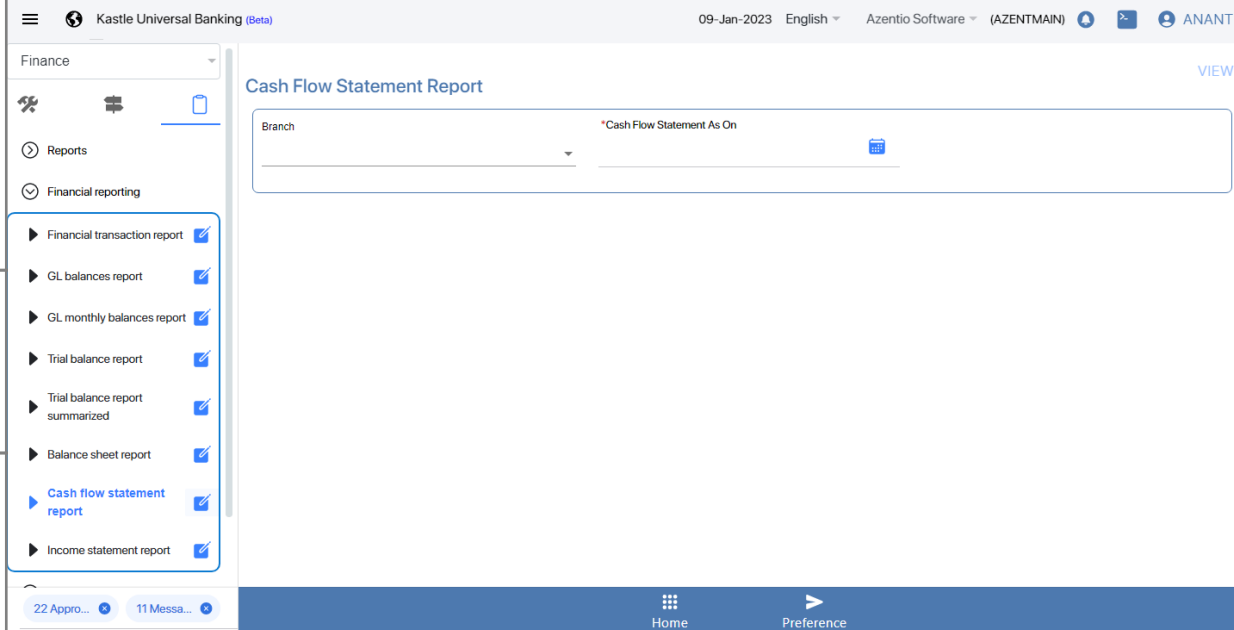 Kastle Universal Banking (Beta)
09-Jan-2023 English Azentio Software (AZENTMAIN) ANANT
Finance
VIEW
Cash Flow Statement Report
Branch
*Cash Flow Statement As On
Reports
Financial reporting
Financial transaction report
GL balances report
GL monthly balances report
Trial balance report
Trial balance report
summarized
Balance sheet report
Cash flow statement
report
Income statement report
22 Appro... 11 Messa...
Home Preference